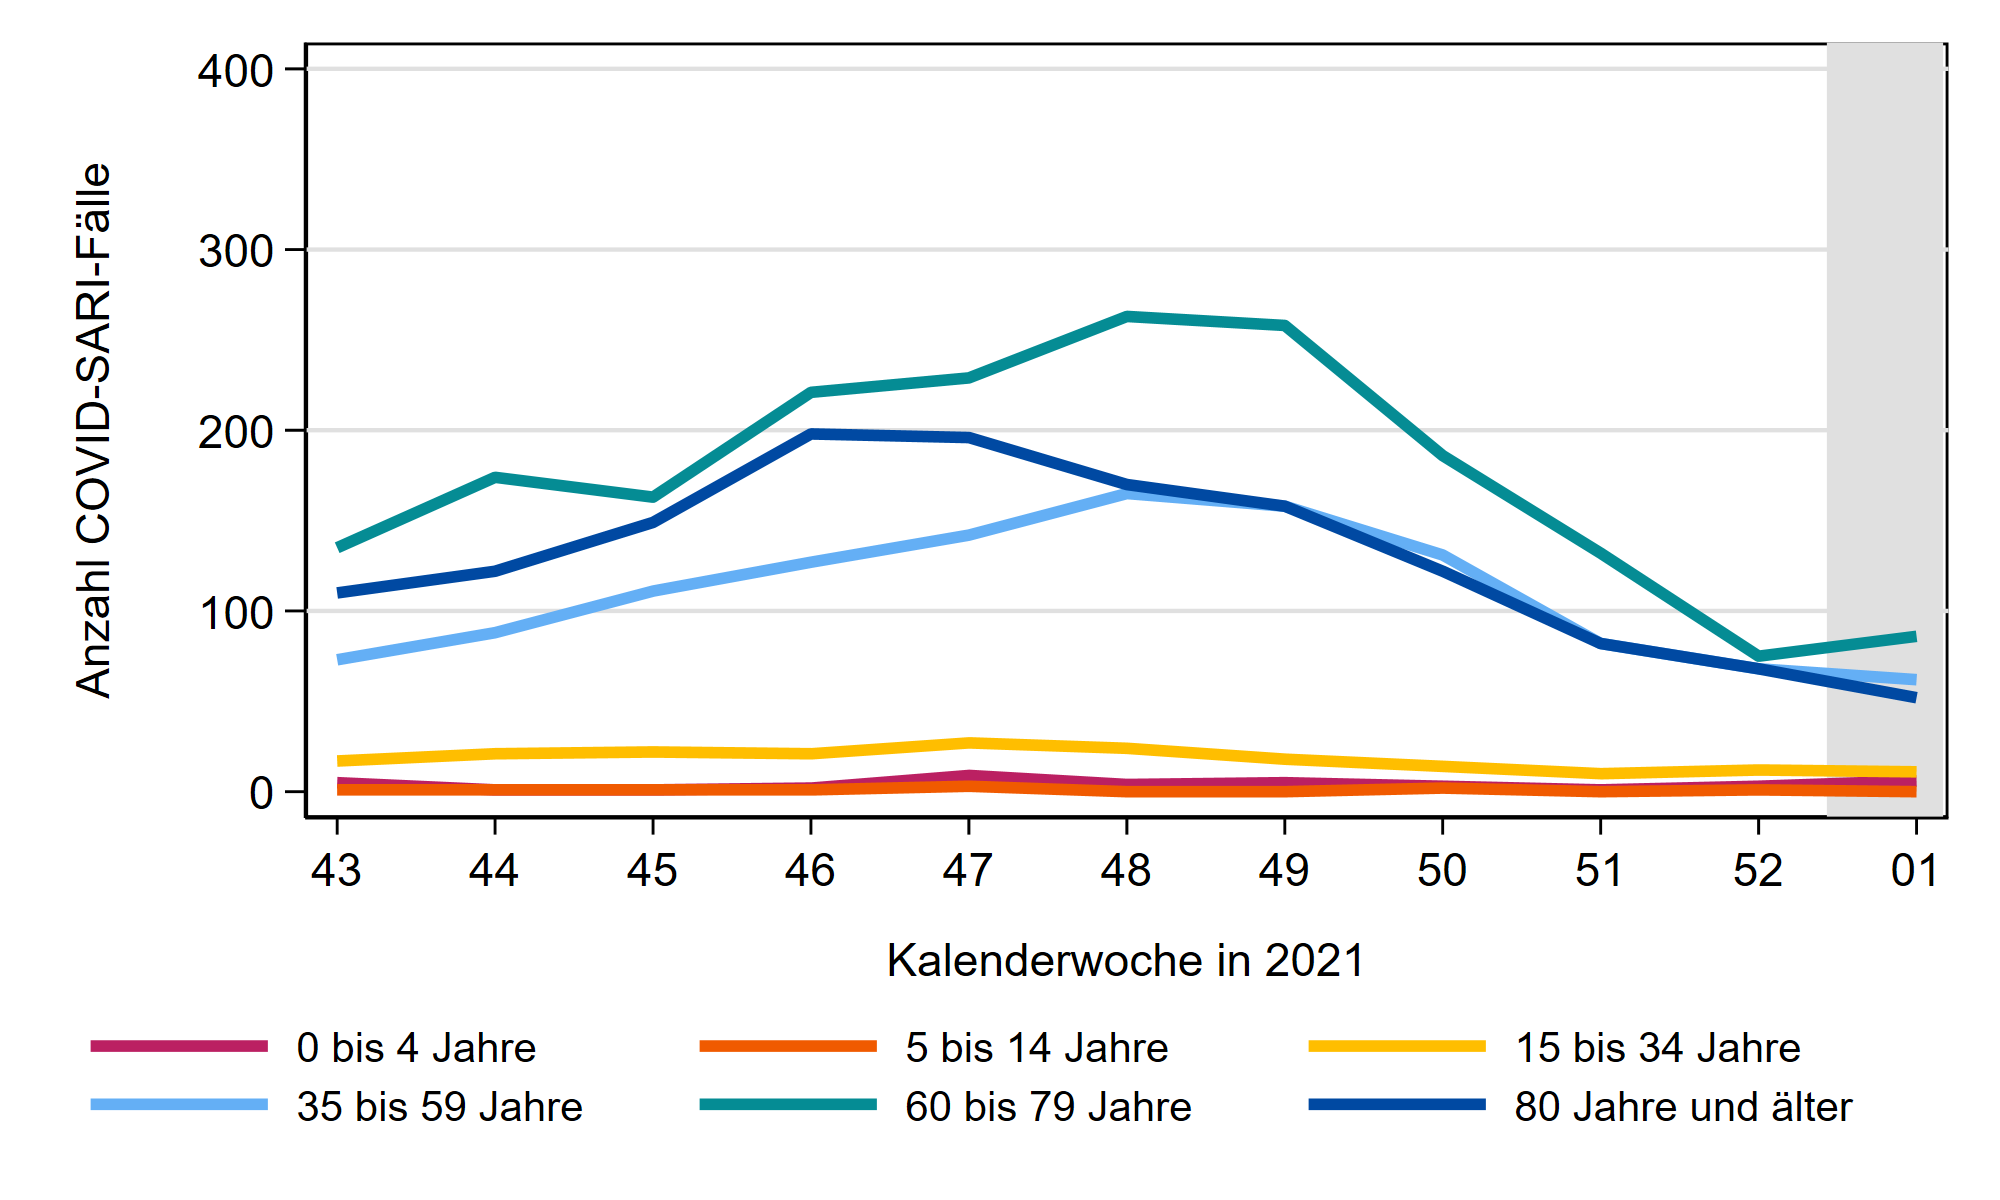 Anzahl COVID-SARI-Fälle
400
300
200
100
0
43 44 45 46 47 48 49 50 51 52 01
Kalenderwoche in 2021
0 bis 4 Jahre 5 bis 14 Jahre 15 bis 34 Jahre
35 bis 59 Jahre 60 bis 79 Jahre 80 Jahre und älter